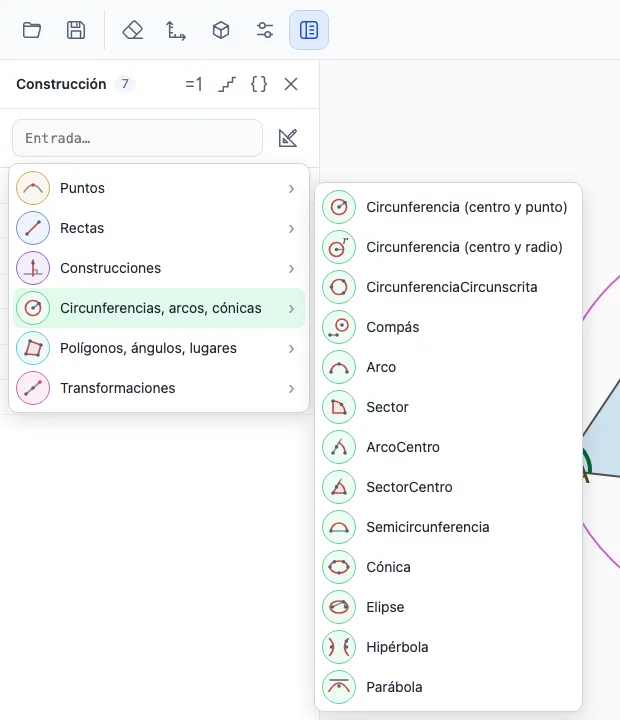 Construcción 7
=1
{}
Entrada…
Puntos
Rectas
Construcciones
Circunferencias, arcos, cónicas
Polígonos, ángulos, lugares
Transformaciones
Circunferencia (centro y punto)
Circunferencia (centro y radio)
CircunferenciaCircunscrita
Compás
Arco
Sector
ArcoCentro
SectorCentro
Semicircunferencia
Cónica
Elipse
Hipérbola
Parábola